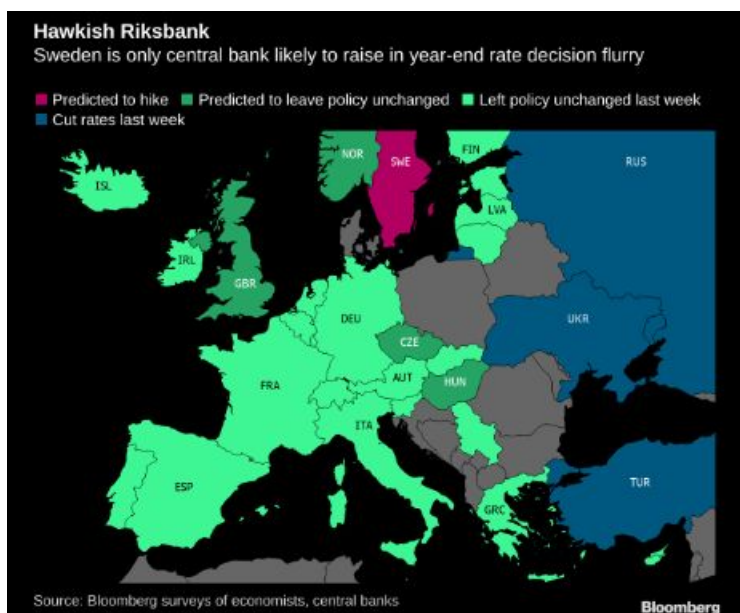 Hawkish Riksbank
Sweden is only central bank likely to raise in year-end rate decision flurry
Predicted to hike Predicted to leave policy unchanged Left policy unchanged last week
Cut rates last week
NOR
SWE
FIN
RUS
ISL
LVA
IRL
GBR
DEU
UKR
CZE
FRA
AUT
HUN
ITA
ESP
TUR
GRC
Source: Bloomberg surveys of economists, central banks
Bloomberg